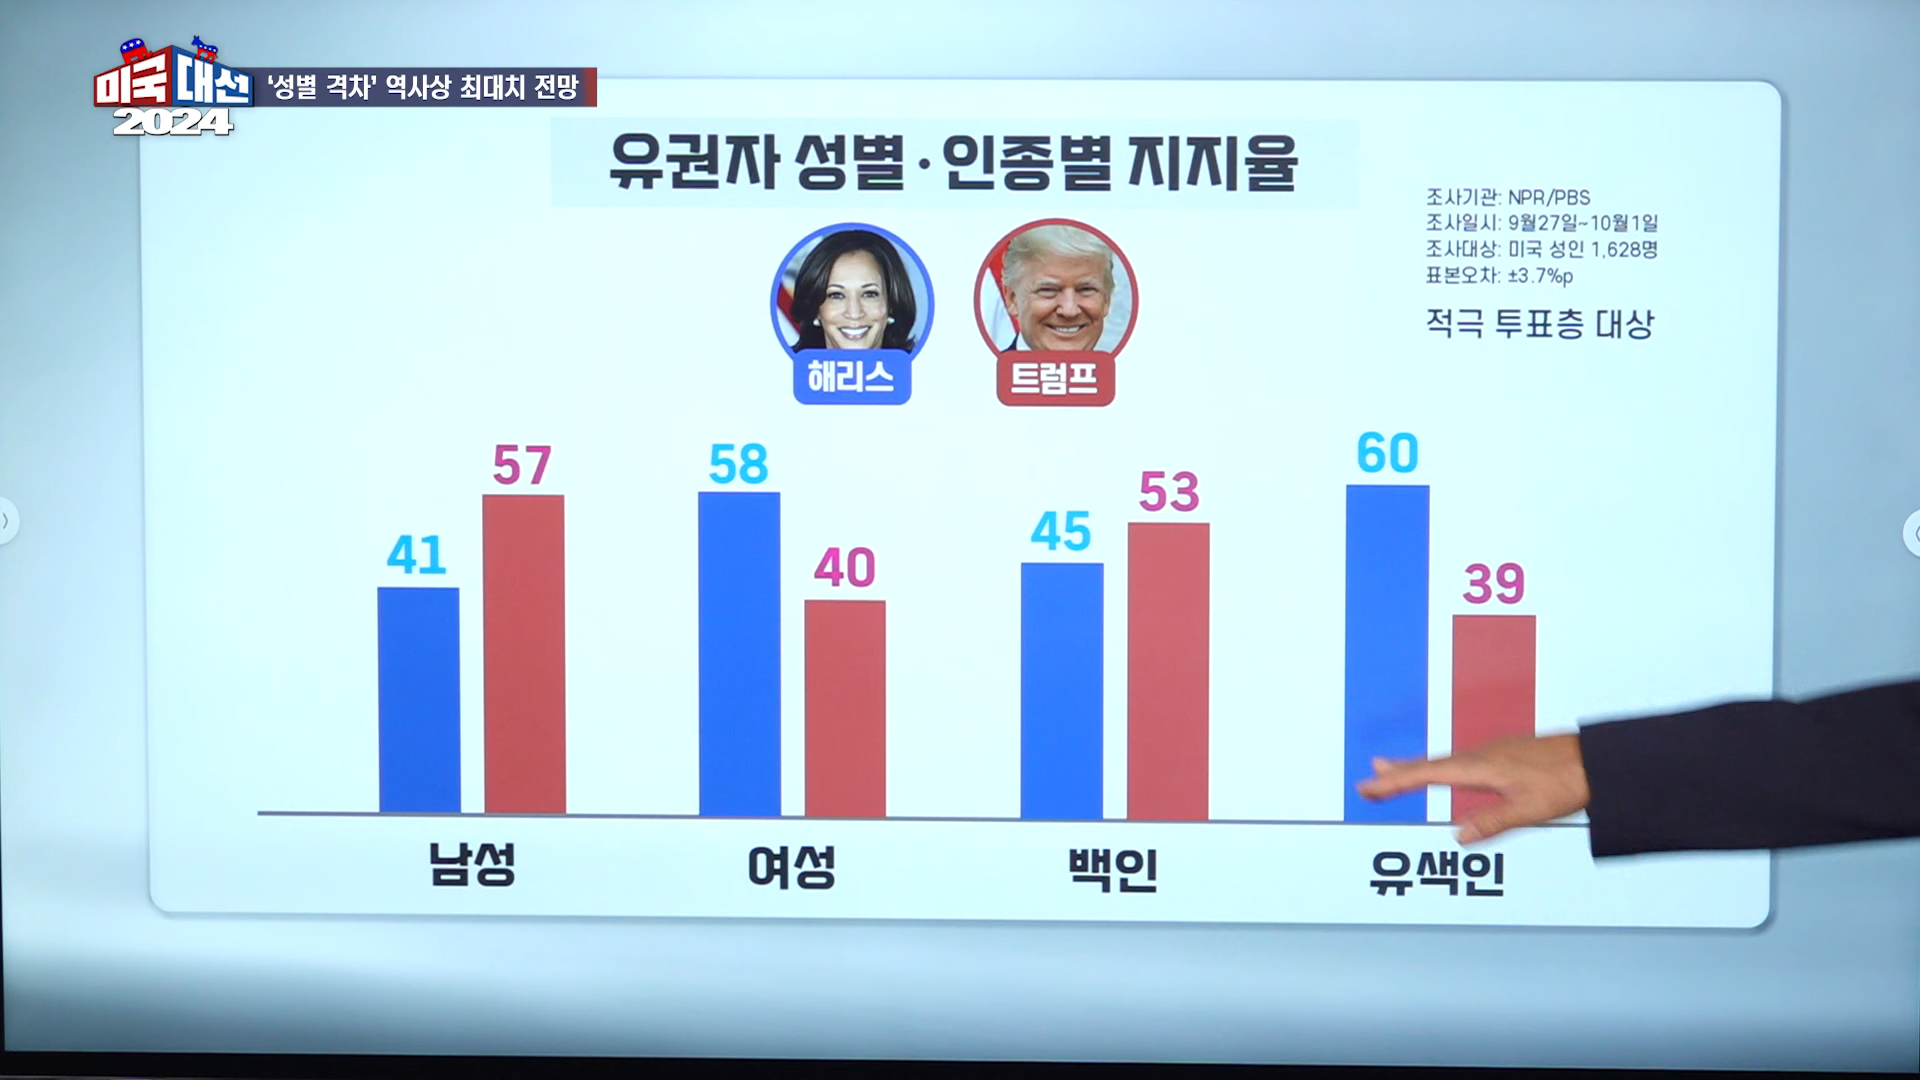 미국 대선
2024
‘성별 격차’ 역사상 최대치 전망
유권자 성별·인종별 지지율
조사기관: NPR/PBS
조사일시: 9월27일~10월1일
조사대상: 미국 성인 1,628명
표본오차: ±3.7%p
적극 투표층 대상
해리스
트럼프
41
57
58
40
45
53
60
39
남성
여성
백인
유색인